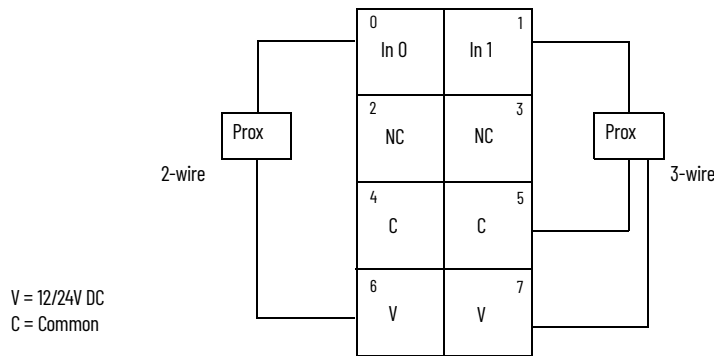 0
1
In 0
In 1
2
3
Prox
NC
NC
Prox
2-wire
3-wire
4
5
C
C
6
7
V
V
V = 12/24V DC
C = Common